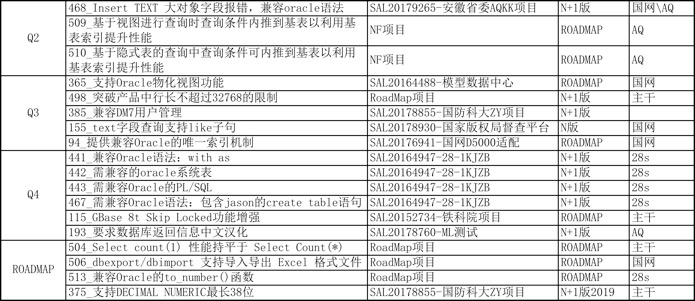 468_Insert TEXT 大对象字段报错，兼容oracle语法 SAL20179265-安徽省委AQKK项目 N+1版 国网\AQ
Q2 509_基于视图进行查询时查询条件内推到基表以利用基表索引提升性能 NF项目 ROADMAP AQ
510_基于隐式表的查询中查询条件可内推到基表以利用基表索引提升性能 NF项目 ROADMAP AQ
365_支持Oracle物化视图功能 SAL20164488-模型数据中心 ROADMAP 国网
498_突破产品中行长不超过32768的限制 RoadMap项目 N+1版 主干
Q3 385_兼容DM7用户管理 SAL20178855-国防科大ZY项目 N+1版
155_text字段查询支持like子句 SAL20178930-国家版权局督查平台 N版 国网
94_提供兼容Oracle的唯一索引机制 SAL20176941-国网D5000适配 ROADMAP 国网
441_兼容Oracle语法：with as SAL20164947-28-1KJZB N+1版 28s
442_需兼容的oracle系统表 SAL20164947-28-1KJZB N+1版 28s
443_需兼容Oracle的PL/SQL SAL20164947-28-1KJZB N+1版 28s
Q4 467_需兼容Oracle语法：包含jason的create table语句 SAL20164947-28-1KJZB N+1版 28s
115_GBase 8t Skip Locked功能增强 SAL20152734-铁科院项目 ROADMAP 主干
193_要求数据库返回信息中文汉化 SAL20178760-ML测试 N+1版 AQ
504_Select count(1) 性能持平于 Select Count(*) RoadMap项目 ROADMAP 主干
ROADMAP 506_dbexport/dbimport 支持导入导出 Excel 格式文件 RoadMap项目 ROADMAP 国网
513_兼容Oracle的to_number()函数 RoadMap项目 ROADMAP 28s
375_支持DECIMAL NUMERIC最长38位 SAL20178855-国防科大ZY项目 N+1版2019 主干